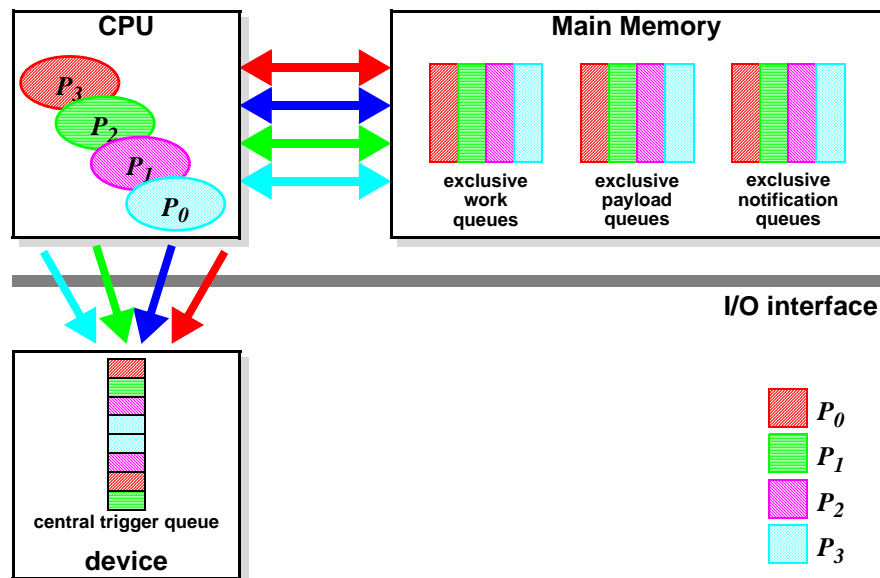 CPU
P3
P2
P1
P0
Main Memory
exclusive work queues
exclusive payload queues
exclusive notification queues
I/O interface
central trigger queue
device
P0
P1
P2
P3